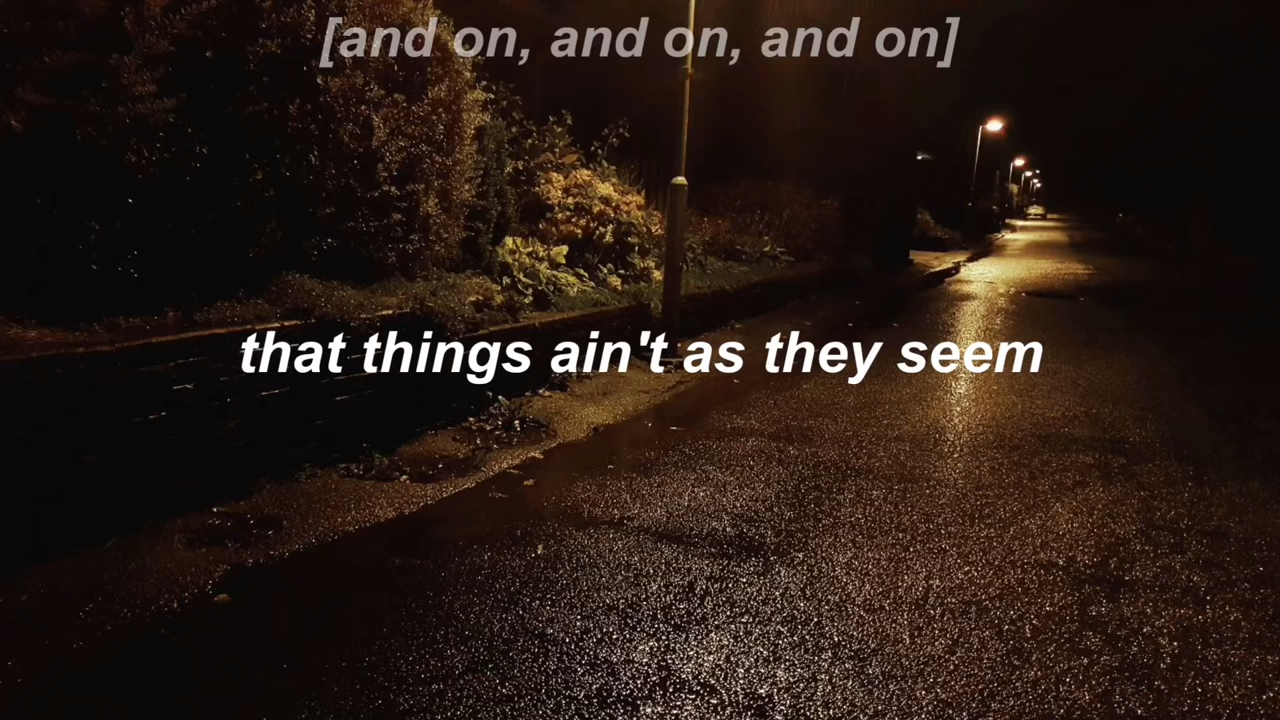 [and on, and on, and on]
that things ain't as they seem